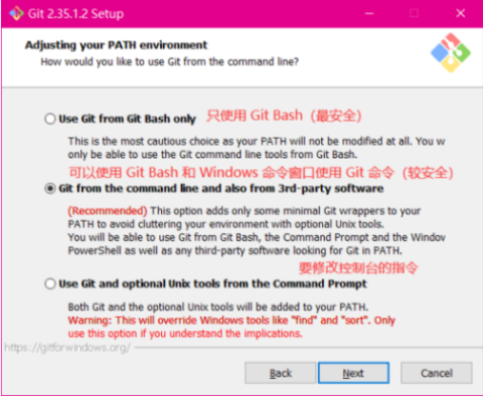 Git 2.35.1.2 Setup
Adjusting your PATH environment
How would you like to use Git from the command line?
Use Git from Git Bash only 只使用 Git Bash（最安全）
This is the most cautious choice as your PATH will not be modified at all. You w
only be able to use the Git command line tools from Git Bash.
可以使用 Git Bash 和 Windows 命令窗口使用 Git 命令（较安全）
Git from the command line and also from 3rd-party software
(Recommended) This option adds only some minimal Git wrappers to your
PATH to avoid cluttering your environment with optional Unix tools.
You will be able to use Git from Git Bash, the Command Prompt and the Window
PowerShell as well as any third-party software looking for Git in PATH.
要修改控制台的指令
Use Git and optional Unix tools from the Command Prompt
Both Git and the optional Unix tools will be added to your PATH.
Warning: This will override Windows tools like "find" and "sort". Only
use this option if you understand the implications.
https://gitforwindows.org/
Back Next Cancel